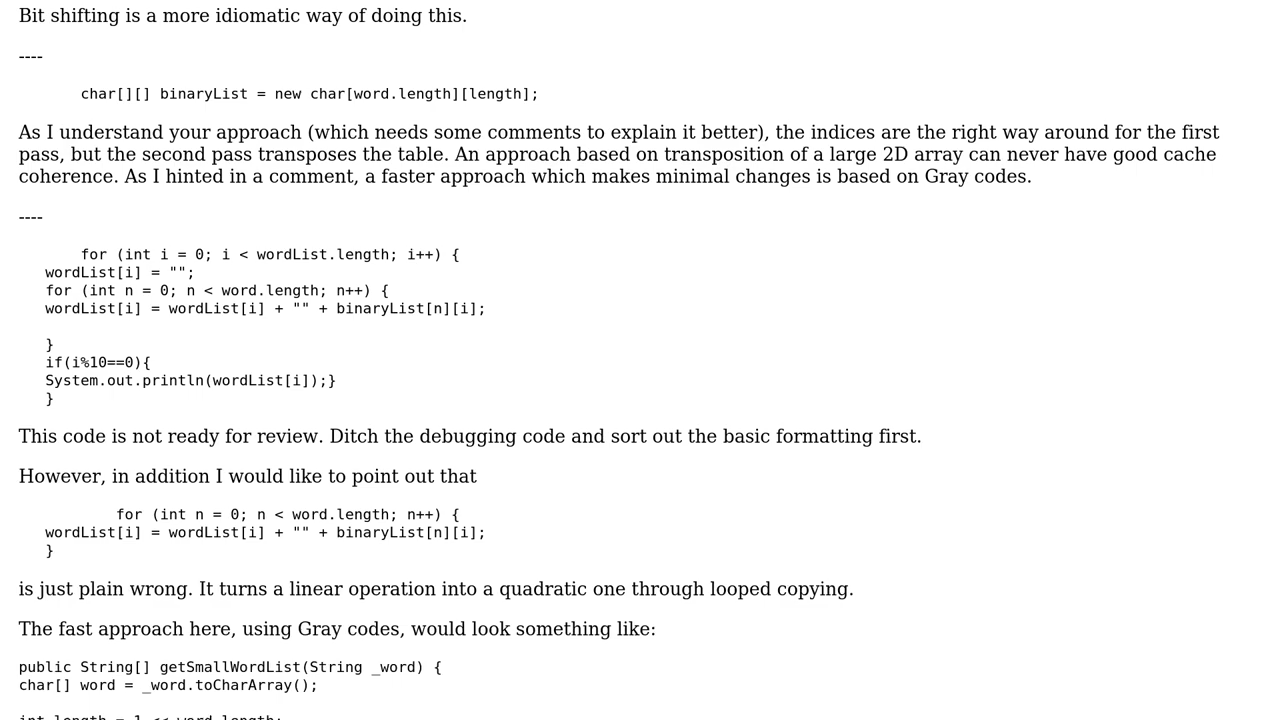 Bit shifting is a more idiomatic way of doing this.
----
char[][] binaryList = new char[word.length][length];
As I understand your approach (which needs some comments to explain it better), the indices are the right way around for the first
pass, but the second pass transposes the table. An approach based on transposition of a large 2D array can never have good cache
coherence. As I hinted in a comment, a faster approach which makes minimal changes is based on Gray codes.
----
for (int i = 0; i < wordList.length; i++) {
wordList[i] = "";
for (int n = 0; n < word.length; n++) {
wordList[i] = wordList[i] + "" + binaryList[n][i];
}
if(i%10==0){
System.out.println(wordList[i]);}
}
This code is not ready for review. Ditch the debugging code and sort out the basic formatting first.
However, in addition I would like to point out that
for (int n = 0; n < word.length; n++) {
wordList[i] = wordList[i] + "" + binaryList[n][i];
}
is just plain wrong. It turns a linear operation into a quadratic one through looped copying.
The fast approach here, using Gray codes, would look something like:
public String[] getSmallWordList(String _word) {
char[] word = _word.toCharArray();
int length = 1 << word.length;